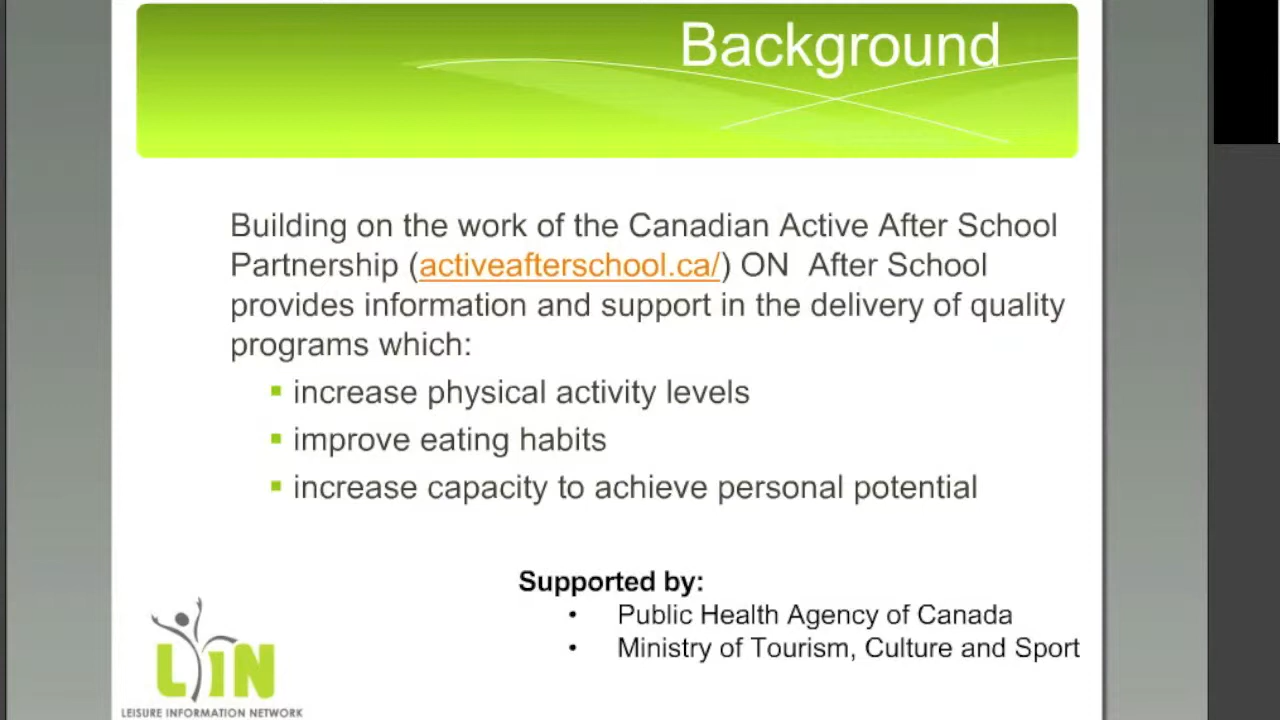 Background
Building on the work of the Canadian Active After School
Partnership (activeafterschool.ca/) ON  After School
provides information and support in the delivery of quality
programs which:
▪ increase physical activity levels
▪ improve eating habits
▪ increase capacity to achieve personal potential
Supported by:
• Public Health Agency of Canada
• Ministry of Tourism, Culture and Sport
LIN
LEISURE INFORMATION NETWORK